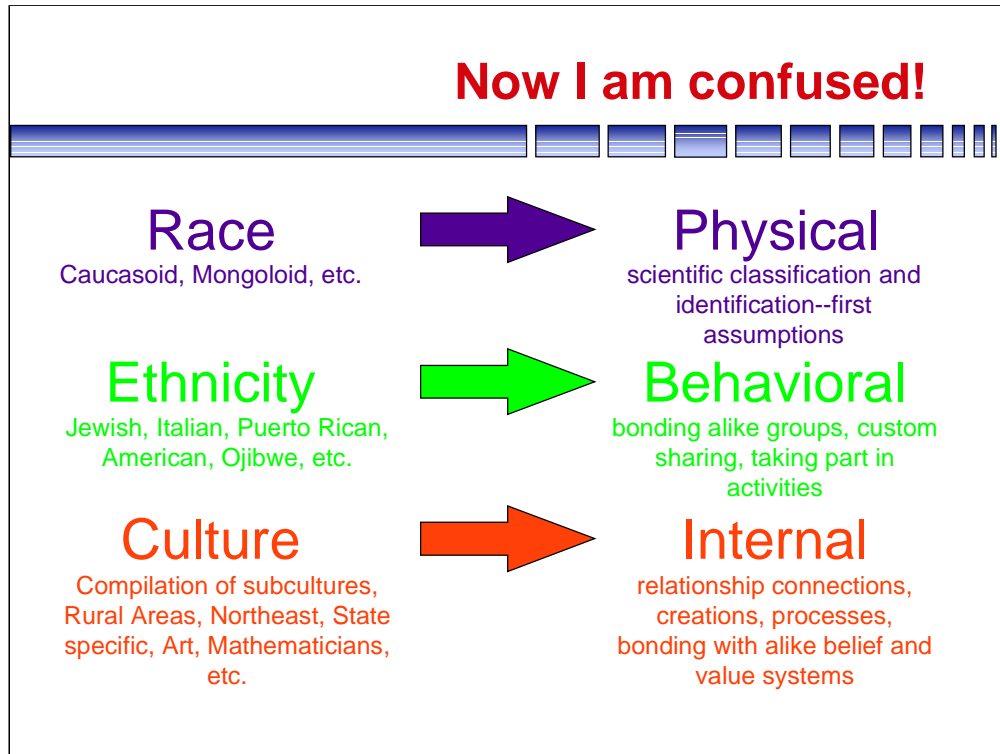 Now I am confused!
Race
Caucasoid, Mongoloid, etc.
Physical
scientific classification and
identification--first
assumptions
Ethnicity
Jewish, Italian, Puerto Rican,
American, Ojibwe, etc.
Behavioral
bonding alike groups, custom
sharing, taking part in
activities
Culture
Compilation of subcultures,
Rural Areas, Northeast, State
specific, Art, Mathematicians,
etc.
Internal
relationship connections,
creations, processes,
bonding with alike belief and
value systems